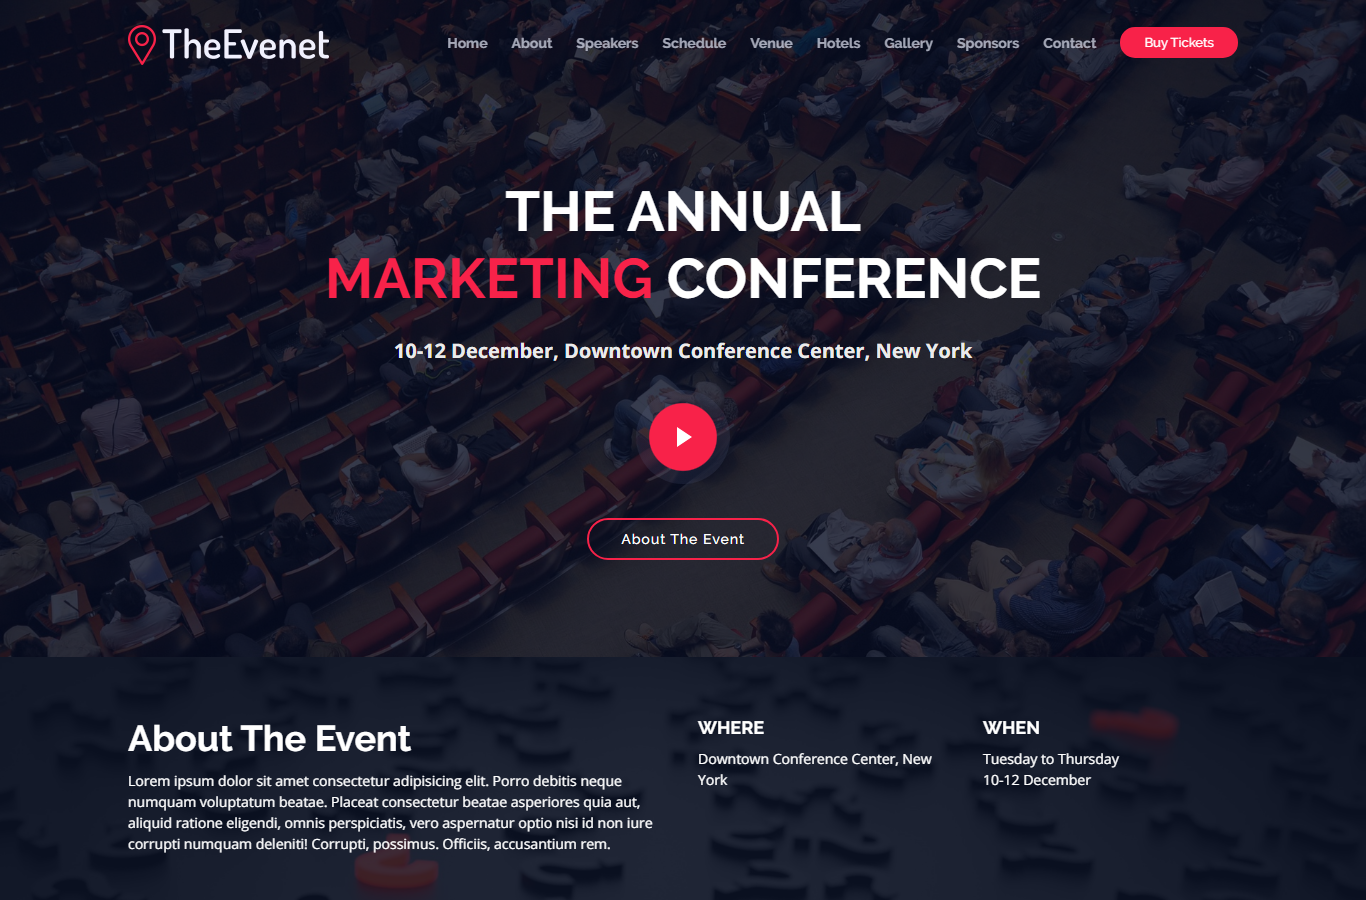 TheEvenet
Home About Speakers Schedule Venue Hotels Gallery Sponsors Contact Buy Tickets
THE ANNUAL
MARKETING CONFERENCE
10-12 December, Downtown Conference Center, New York
About The Event
About The Event
Lorem ipsum dolor sit amet consectetur adipisicing elit. Porro debitis neque
numquam voluptatum beatae. Placeat consectetur beatae asperiores quia aut,
aliquid ratione eligendi, omnis perspiciatis, vero aspernatur optio nisi id non iure
corrupti numquam deleniti! Corrupti, possimus. Officiis, accusantium rem.
WHERE
Downtown Conference Center, New
York
WHEN
Tuesday to Thursday
10-12 December